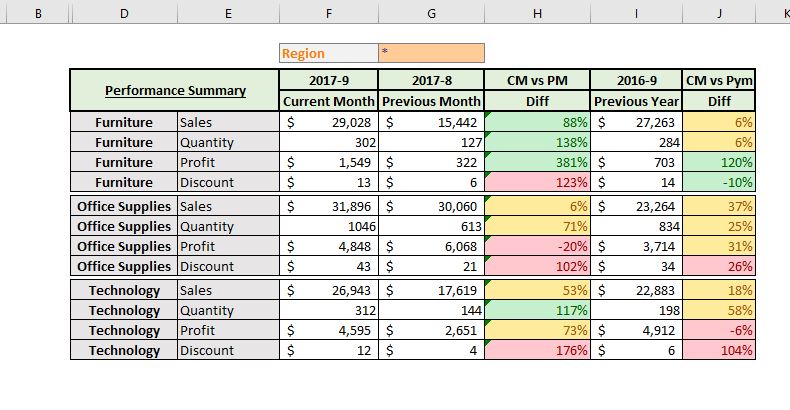 B D E F G H I J K
Region *
2017-9 2017-8 CM vs PM 2016-9 CM vs Pym
Performance Summary
Current Month Previous Month Diff Previous Year Diff
Furniture Sales $ 29,028 $ 15,442 88% $ 27,263 6%
Furniture Quantity 302 127 138% 284 6%
Furniture Profit $ 1,549 $ 322 381% $ 703 120%
Furniture Discount $ 13 $ 6 123% $ 14 -10%
Office Supplies Sales $ 31,896 $ 30,060 6% $ 23,264 37%
Office Supplies Quantity 1046 613 71% 834 25%
Office Supplies Profit $ 4,848 $ 6,068 -20% $ 3,714 31%
Office Supplies Discount $ 43 $ 21 102% $ 34 26%
Technology Sales $ 26,943 $ 17,619 53% $ 22,883 18%
Technology Quantity 312 144 117% 198 58%
Technology Profit $ 4,595 $ 2,651 73% $ 4,912 -6%
Technology Discount $ 12 $ 4 176% $ 6 104%